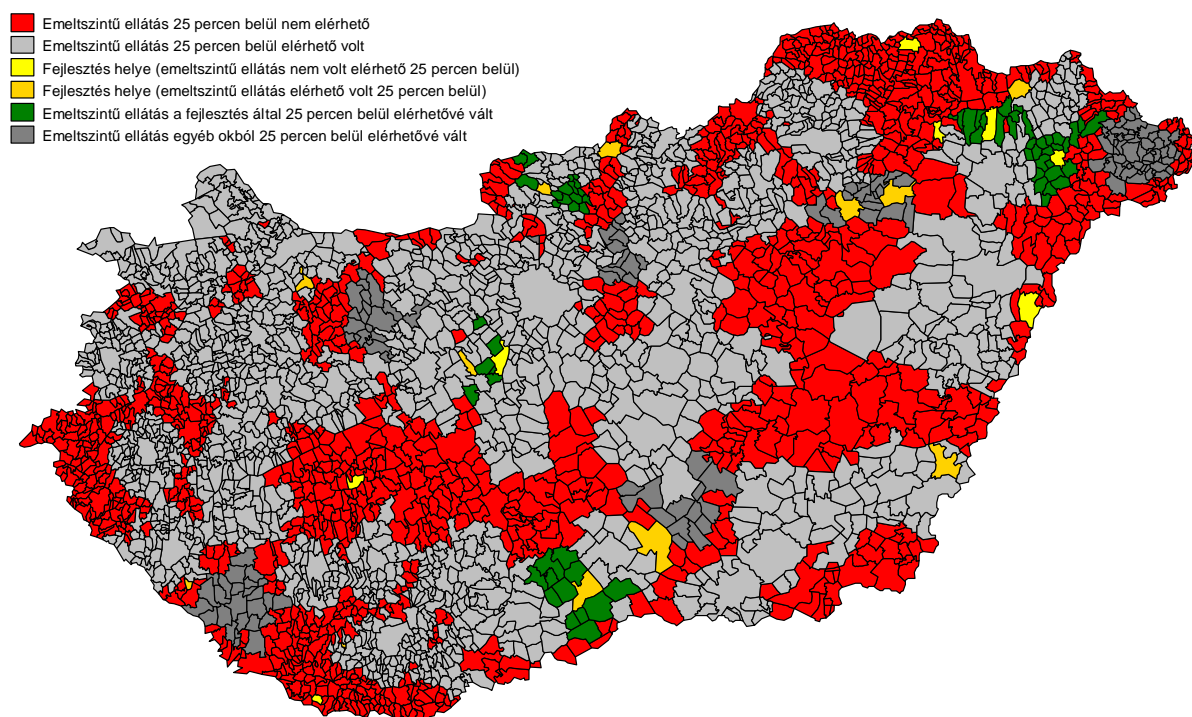 Emeltszintű ellátás 25 percen belül nem elérhető
Emeltszintű ellátás 25 percen belül elérhető volt
Fejlesztés helye (emeltszintű ellátás nem volt elérhető 25 percen belül)
Fejlesztés helye (emeltszintű ellátás elérhető volt 25 percen belül)
Emeltszintű ellátás a fejlesztés által 25 percen belül elérhetővé vált
Emeltszintű ellátás egyéb okból 25 percen belül elérhetővé vált